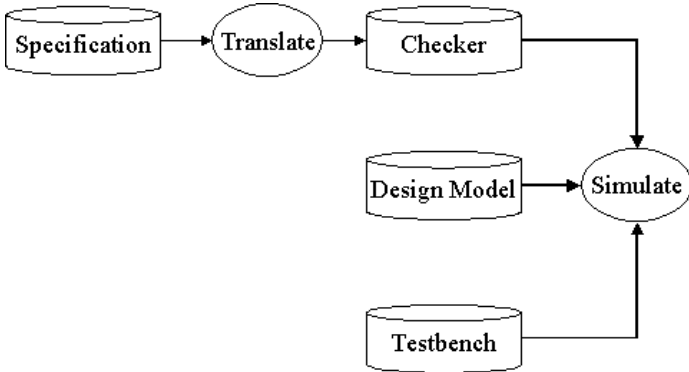 Specification
Translate
Checker
Design Model
Simulate
Testbench